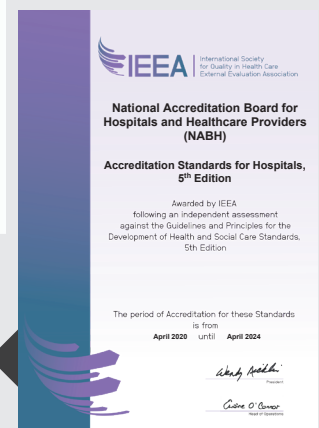 IEEA
International Society
for Quality in Health Care
External Evaluation Association
National Accreditation Board for
Hospitals and Healthcare Providers
(NABH)
Accreditation Standards for Hospitals,
5th Edition
Awarded by IEEA
following an independent assessment
against the Guidelines and Principles for the
Development of Health and Social Care Standards,
5th Edition
The period of Accreditation for these Standards
is from
April 2020 until April 2024
President
Head of Operations